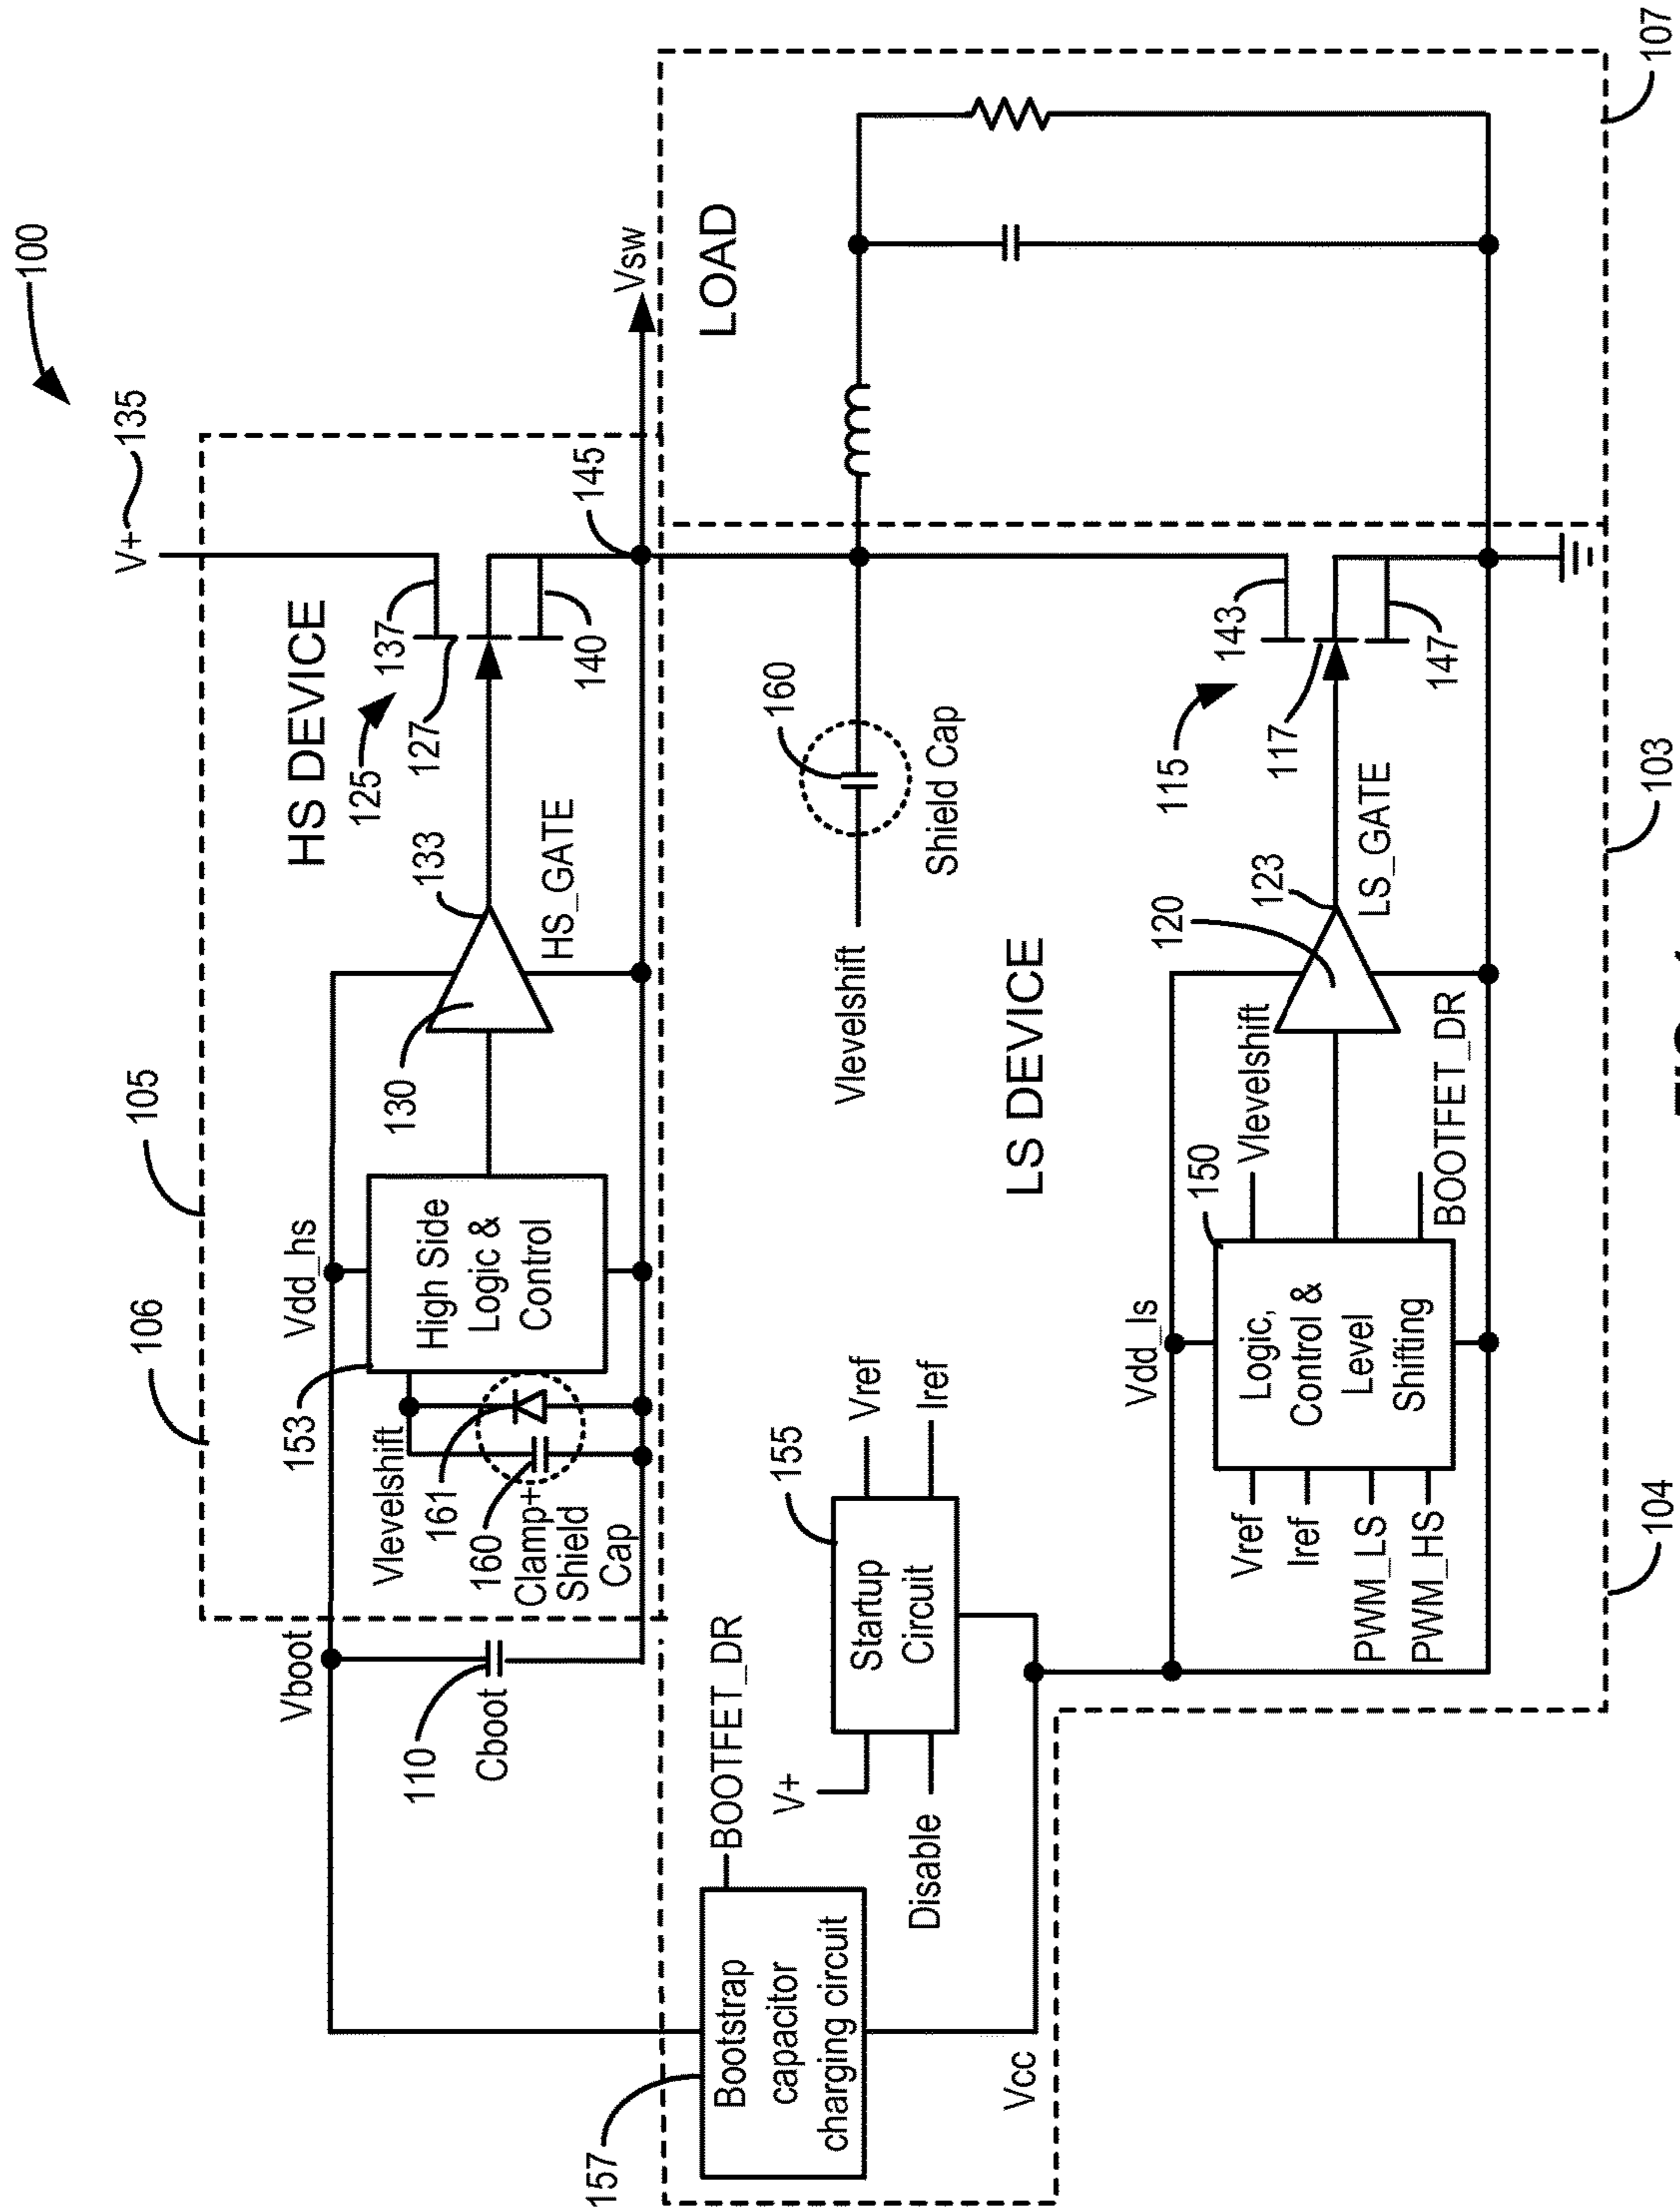 100
V+
135
105
106
HS DEVICE
137
125
127
140
145
133
HS_GATE
130
Vdd_hs
High Side
Logic &
Control
153
Vlevelshift
161
160
Clamp+
Shield
Cap
Vboot
110
Cboot
Vsw
LOAD
107
160
Shield Cap
Vlevelshift
LS DEVICE
143
115
117
147
LS_GATE
123
120
Vlevelshift
BOOTFET_DR
150
Vdd_ls
Logic,
Control &
Level
Shifting
Vref
Iref
PWM_LS
PWM_HS
103
104
155
Vref
Iref
Startup
Circuit
V+
Disable
BOOTFET_DR
Bootstrap
capacitor
charging circuit
157
Vcc